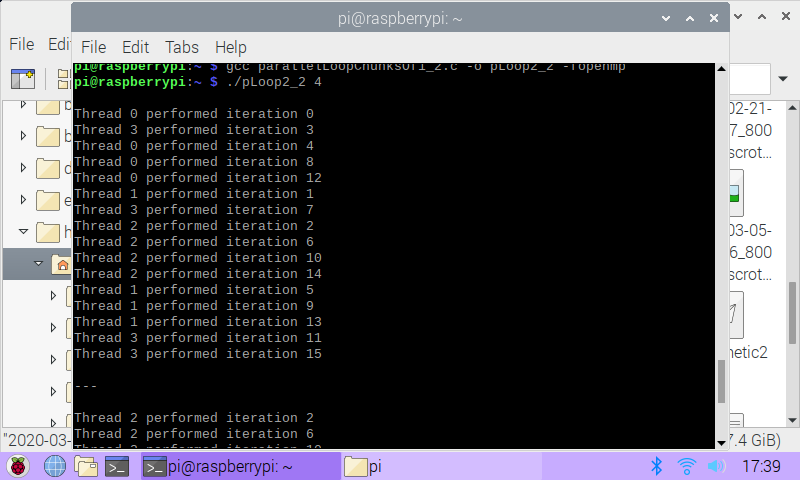 pi@raspberrypi: ~
File Edit Tabs Help
File
pi@raspberrypi:~ $ gcc parallelLoopChunksOf1_2.c -o pLoop2_2 -fopenmp
pi@raspberrypi:~ $ ./pLoop2_2 4
Thread 0 performed iteration 0
Thread 3 performed iteration 3
Thread 0 performed iteration 4
Thread 0 performed iteration 8
Thread 0 performed iteration 12
Thread 1 performed iteration 1
Thread 3 performed iteration 7
Thread 2 performed iteration 2
Thread 2 performed iteration 6
Thread 2 performed iteration 10
Thread 2 performed iteration 14
Thread 1 performed iteration 5
Thread 1 performed iteration 9
Thread 1 performed iteration 13
Thread 3 performed iteration 11
Thread 3 performed iteration 15
---
Thread 2 performed iteration 2
Thread 2 performed iteration 6
02-21-
7_800
scrot...
03-05-
6_800
scrot...
netic2
"2020-03-
7.4 GiB)
pi@raspberrypi: ~
pi
17:39